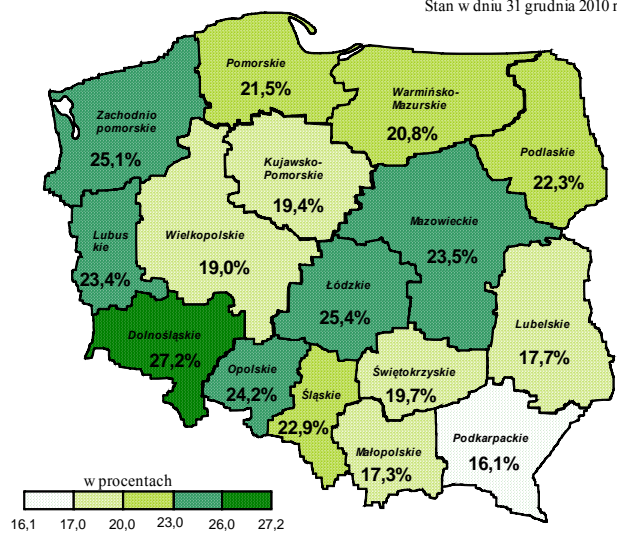 Stan w dniu 31 grudnia 2010 r
Pomorskie
21,5%
Warmińsko-
Mazurskie
20,8%
Zachodnio
pomorskie
25,1%
Kujawsko-
Pomorskie
19,4%
Podlaskie
22,3%
Lubus
kie
23,4%
Wielkopolskie
19,0%
Mazowieckie
23,5%
Łódzkie
25,4%
Lubelskie
17,7%
Dolnośląskie
27,2%
Opolskie
24,2%
Śląskie
22,9%
Świętokrzyskie
19,7%
Małopolskie
17,3%
Podkarpackie
16,1%
w procentach
16,1 17,0 20,0 23,0 26,0 27,2